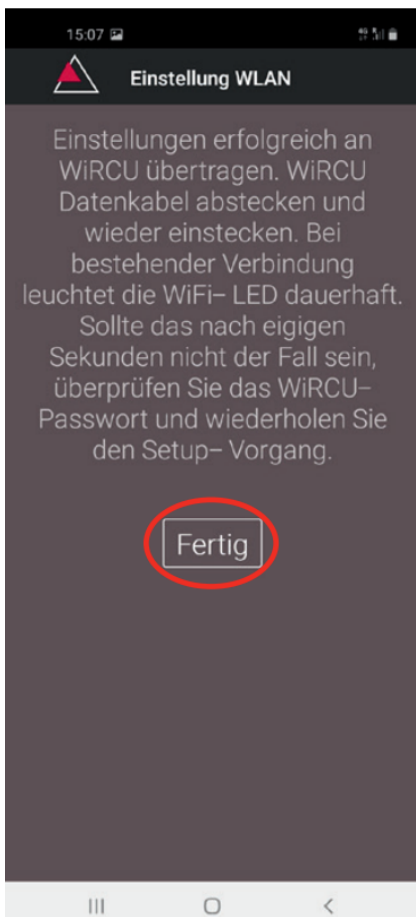 15:07
Einstellung WLAN
Einstellungen erfolgreich an
WiRCU übertragen. WiRCU
Datenkabel abstecken und
wieder einstecken. Bei
bestehender Verbindung
leuchtet die WiFi– LED dauerhaft.
Sollte das nach eigigen
Sekunden nicht der Fall sein,
überprüfen Sie das WiRCU–
Passwort und wiederholen Sie
den Setup– Vorgang.
Fertig